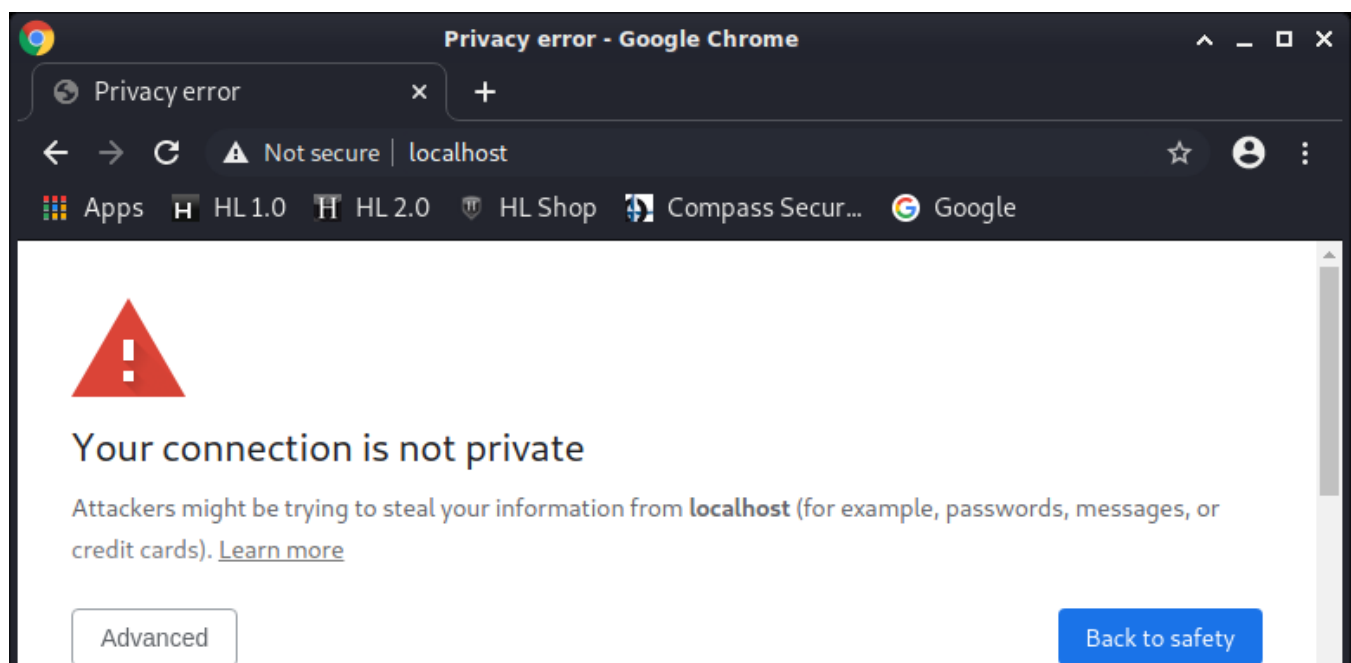 Privacy error - Google Chrome
Privacy error
Not secure localhost
Apps HL 1.0 HL 2.0 HL Shop Compass Secur... Google
Your connection is not private
Attackers might be trying to steal your information from localhost (for example, passwords, messages, or
credit cards). Learn more
Advanced Back to safety